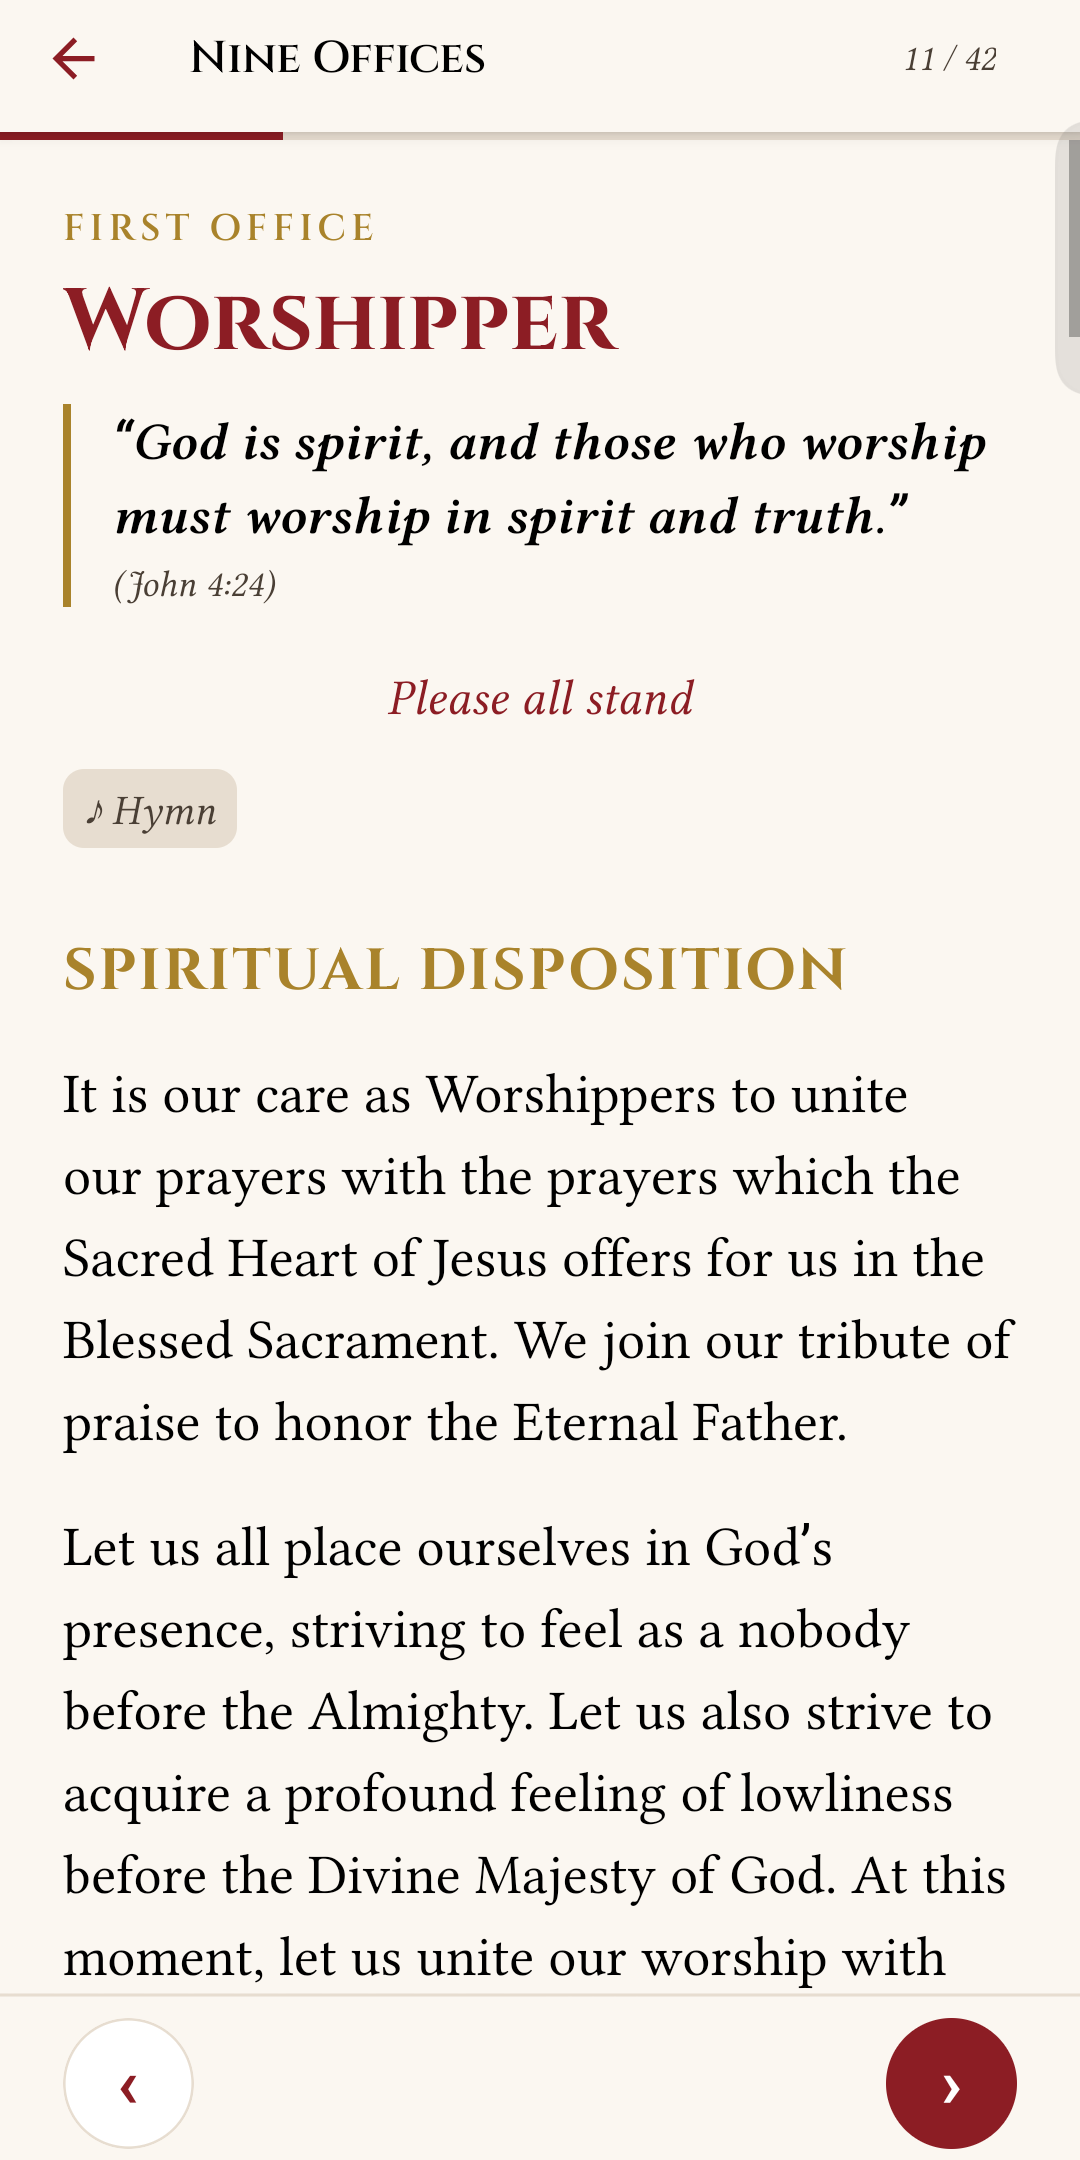 Nine Offices
11 / 42
FIRST OFFICE
Worshipper
“God is spirit, and those who worship
must worship in spirit and truth.”
(John 4:24)
Please all stand
♪ Hymn
SPIRITUAL DISPOSITION
It is our care as Worshippers to unite
our prayers with the prayers which the
Sacred Heart of Jesus offers for us in the
Blessed Sacrament. We join our tribute of
praise to honor the Eternal Father.
Let us all place ourselves in God’s
presence, striving to feel as a nobody
before the Almighty. Let us also strive to
acquire a profound feeling of lowliness
before the Divine Majesty of God. At this
moment, let us unite our worship with
‹
›